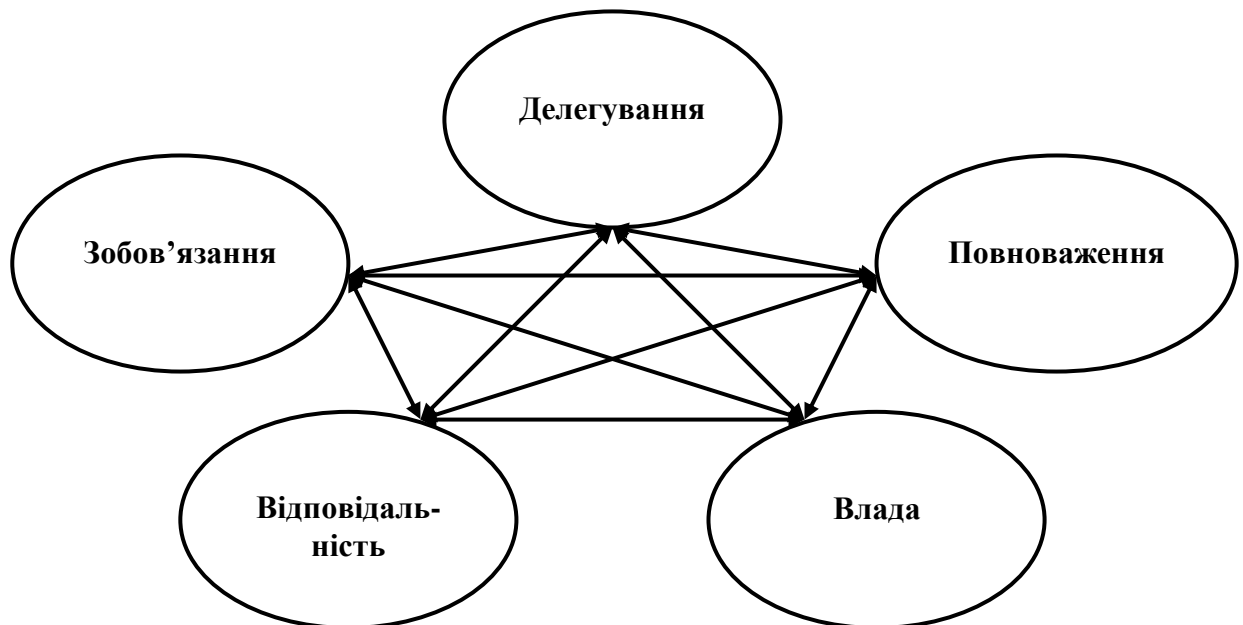 Делегування
Зобов’язання
Повноваження
Відповідаль-
ність
Влада